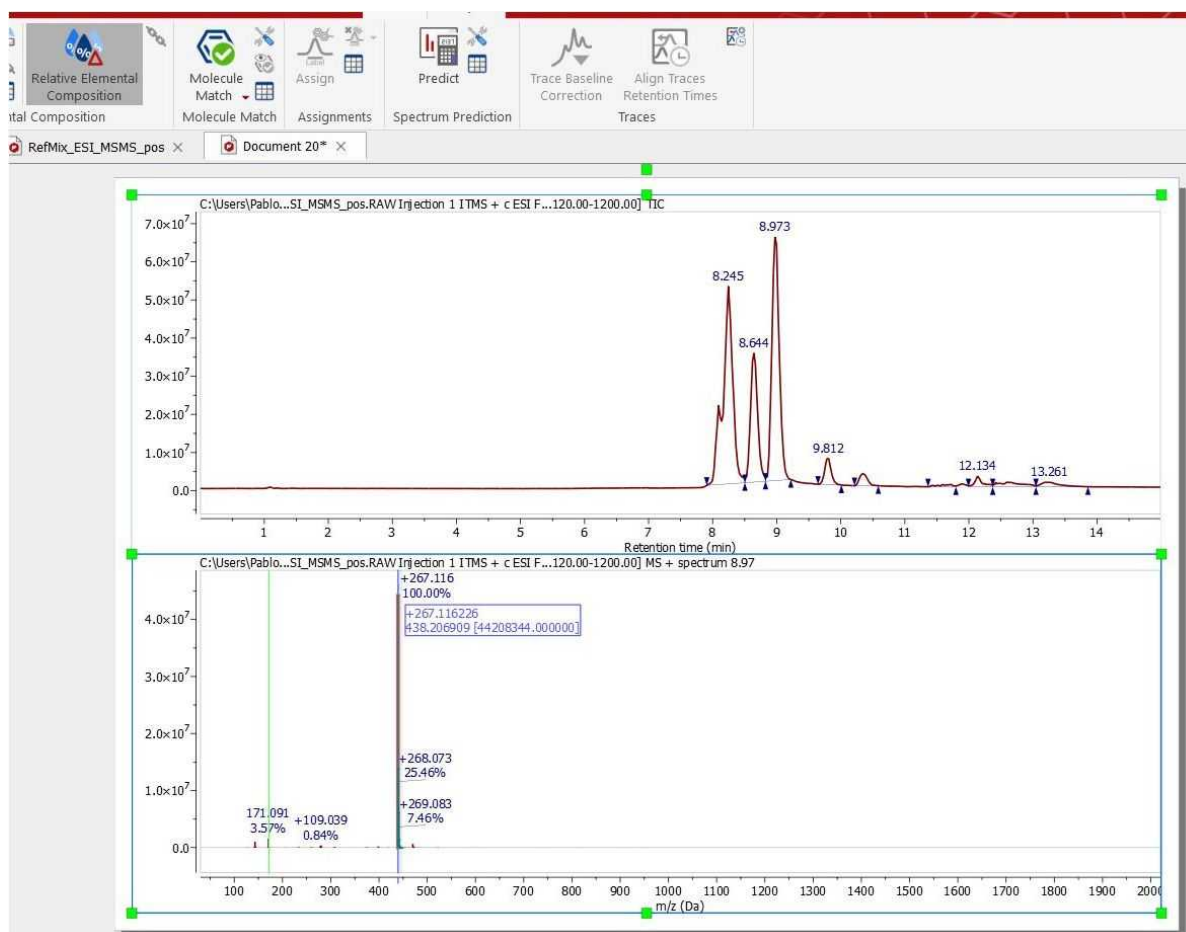 Relative Elemental
Composition
Molecule
Match
Assign
Predict
Trace Baseline
Correction
Align Traces
Retention Times
ntal Composition
Molecule Match
Assignments
Spectrum Prediction
Traces
RefMix_ESI_MSMS_pos ×
Document 20* ×
C:\Users\Pablo...SI_MSMS_pos.RAW Injection 1 ITMS + c ESI F...120.00-1200.00] TIC
7.0×10⁷
6.0×10⁷
5.0×10⁷
4.0×10⁷
3.0×10⁷
2.0×10⁷
1.0×10⁷
0.0
8.973
8.245
8.644
9.812
12.134
13.261
1 2 3 4 5 6 7 8 9 10 11 12 13 14
Retention time (min)
C:\Users\Pablo...SI_MSMS_pos.RAW Injection 1 ITMS + c ESI F...120.00-1200.00] MS + spectrum 8.97
+267.116
100.00%
+267.116226
438.206909 [44208344.000000]
4.0×10⁷
3.0×10⁷
2.0×10⁷
1.0×10⁷
0.0
+268.073
25.46%
+269.083
7.46%
171.091
3.57%
+109.039
0.84%
100 200 300 400 500 600 700 800 900 1000 1100 1200 1300 1400 1500 1600 1700 1800 1900 2000
m/z (Da)